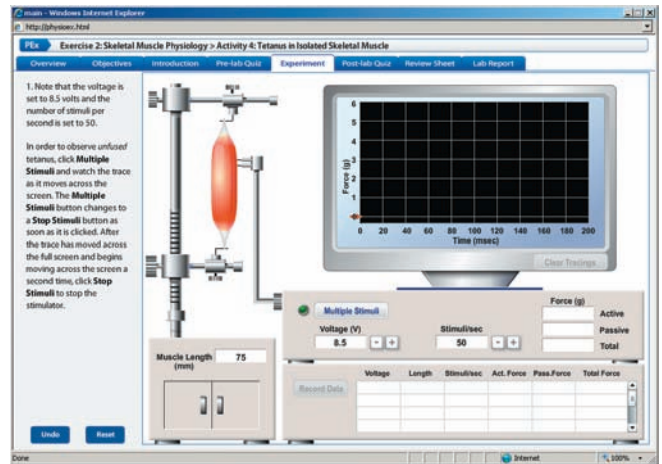 main - Windows Internet Explorer
http://physioex.html
PEx Exercise 2: Skeletal Muscle Physiology > Activity 4: Tetanus in Isolated Skeletal Muscle
Overview Objectives Introduction Pre-lab Quiz Experiment Post-lab Quiz Review Sheet Lab Report
1. Note that the voltage is
set to 8.5 volts and the
number of stimuli per
second is set to 50.
In order to observe unfused
tetanus, click Multiple
Stimuli and watch the trace
as it moves across the
screen. The Multiple
Stimuli button changes to
a Stop Stimuli button as
soon as it is clicked. After
the trace has moved across
the full screen and begins
moving across the screen a
second time, click Stop
Stimuli to stop the
stimulator.
Undo Reset
Muscle Length 75
(mm)
6
5
4
3
2
1
0 20 40 60 80 100 120 140 160 180 200
Force (g)
Time (msec)
Clear Tracings
Multiple Stimuli
Voltage (V)
8.5 - +
Stimuli/sec
50 - +
Force (g)
Active
Passive
Total
Record Data
Voltage Length Stimuli/sec Act. Force Pass.Force Total Force
Done Internet 100%